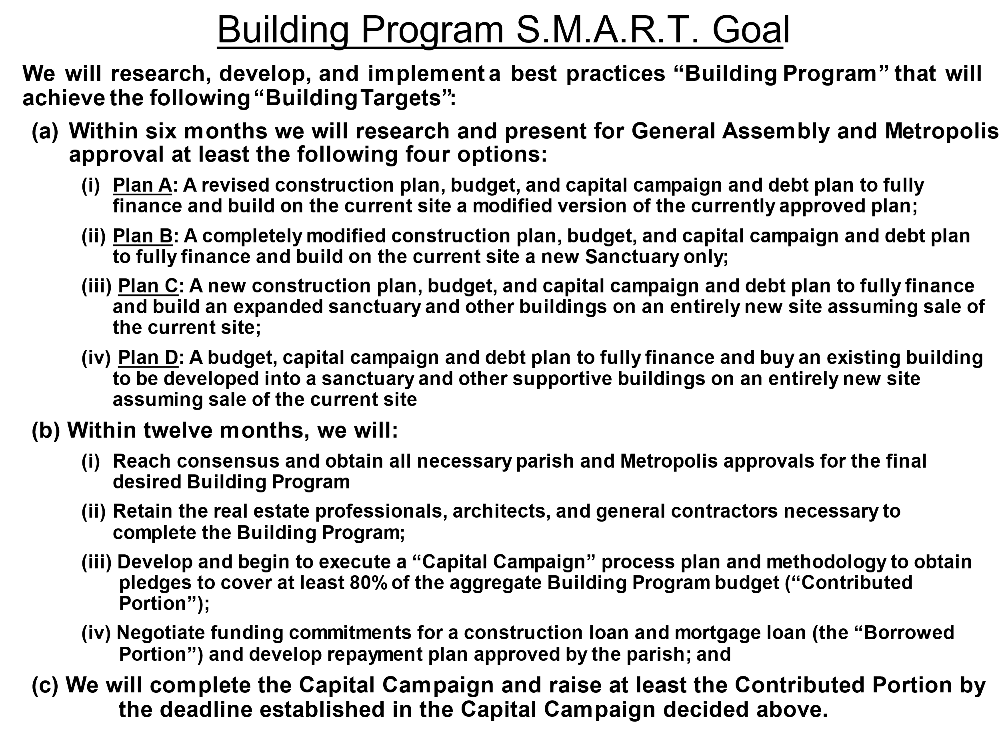 Building Program S.M.A.R.T. Goal
We will research, develop, and implement a best practices “Building Program” that will
achieve the following “Building Targets”:
(a) Within six months we will research and present for General Assembly and Metropolis
approval at least the following four options:
(i) Plan A: A revised construction plan, budget, and capital campaign and debt plan to fully
finance and build on the current site a modified version of the currently approved plan;
(ii) Plan B: A completely modified construction plan, budget, and capital campaign and debt plan
to fully finance and build on the current site a new Sanctuary only;
(iii) Plan C: A new construction plan, budget, and capital campaign and debt plan to fully finance
and build an expanded sanctuary and other buildings on an entirely new site assuming sale of
the current site;
(iv) Plan D: A budget, capital campaign and debt plan to fully finance and buy an existing building
to be developed into a sanctuary and other supportive buildings on an entirely new site
assuming sale of the current site
(b) Within twelve months, we will:
(i) Reach consensus and obtain all necessary parish and Metropolis approvals for the final
desired Building Program
(ii) Retain the real estate professionals, architects, and general contractors necessary to
complete the Building Program;
(iii) Develop and begin to execute a “Capital Campaign” process plan and methodology to obtain
pledges to cover at least 80% of the aggregate Building Program budget (“Contributed
Portion”);
(iv) Negotiate funding commitments for a construction loan and mortgage loan (the “Borrowed
Portion”) and develop repayment plan approved by the parish; and
(c) We will complete the Capital Campaign and raise at least the Contributed Portion by
the deadline established in the Capital Campaign decided above.